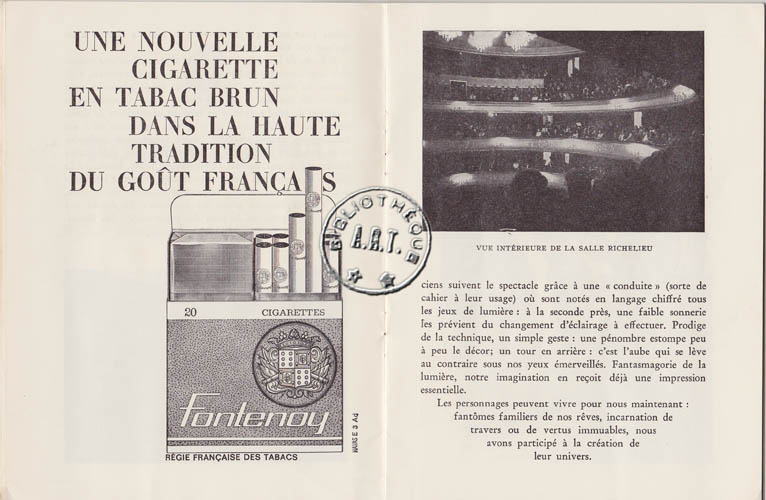 UNE NOUVELLE
CIGARETTE
EN TABAC BRUN
DANS LA HAUTE
TRADITION
DU GOÛT FRANÇAIS
20 CIGARETTES
Fontenoy
RÉGIE FRANÇAISE DES TABACS
BIBLIOTHÈQUE
A.R.T.
VUE INTÉRIEURE DE LA SALLE RICHELIEU
ciens suivent le spectacle grâce à une « conduite » (sorte de
cahier à leur usage) où sont notés en langage chiffré tous
les jeux de lumière : à la seconde près, une faible sonnerie
les prévient du changement d'éclairage à effectuer. Prodige
de la technique, un simple geste : une pénombre estompe peu
à peu le décor; un tour en arrière : c'est l'aube qui se lève
au contraire sous nos yeux émerveillés. Fantasmagorie de la
lumière, notre imagination en reçoit déjà une impression
essentielle.
Les personnages peuvent vivre pour nous maintenant :
fantômes familiers de nos rêves, incarnation de
travers ou de vertus immuables, nous
avons participé à la création de
leur univers.